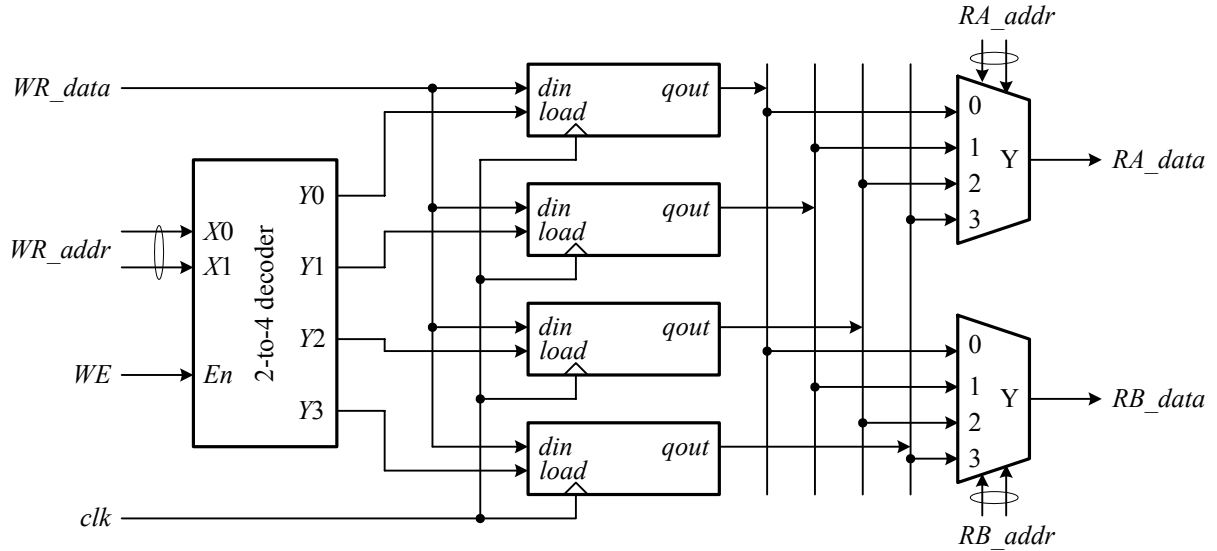 RA_addr
WR_data
din
load
qout
0
1
2
3
Y
RA_data
Y0
Y1
Y2
Y3
X0
X1
En
2-to-4 decoder
WR_addr
WE
din
load
qout
din
load
qout
din
load
qout
0
1
2
3
Y
RB_data
clk
RB_addr